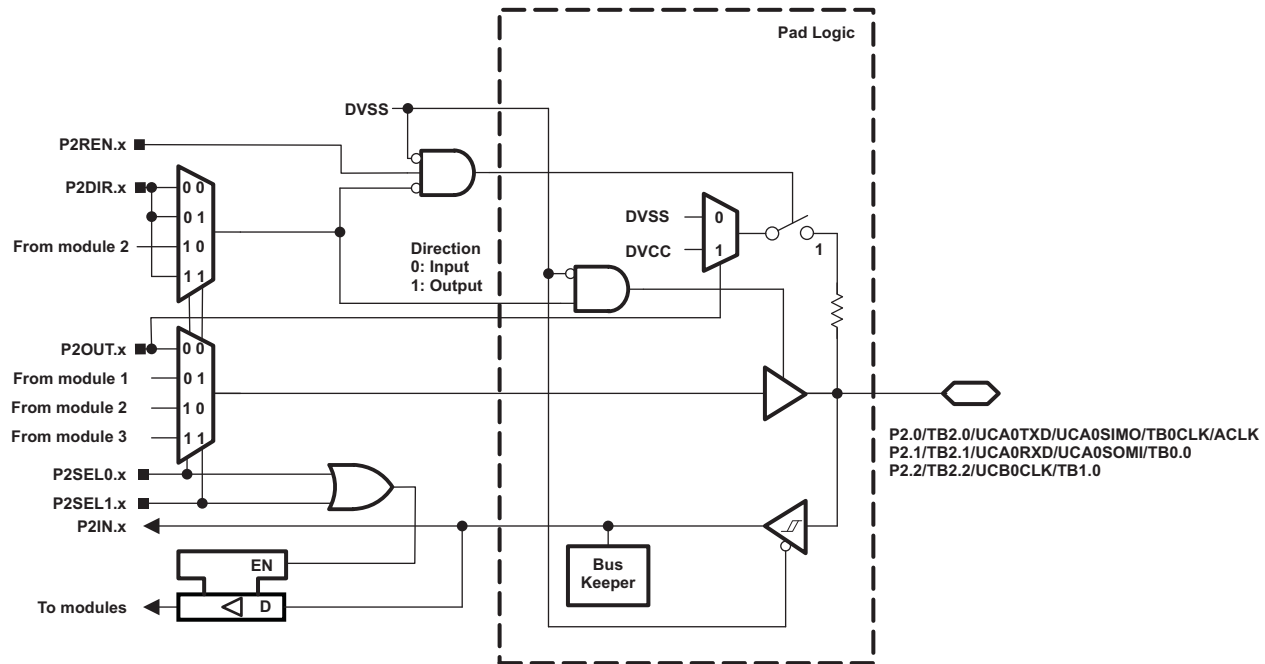 Pad Logic
DVSS
P2REN.x
P2DIR.x
0 0
0 1
From module 2
1 0
1 1
Direction
0: Input
1: Output
DVSS
0
DVCC
1
1
P2OUT.x
0 0
From module 1
0 1
From module 2
1 0
From module 3
1 1
P2.0/TB2.0/UCA0TXD/UCA0SIMO/TB0CLK/ACLK
P2.1/TB2.1/UCA0RXD/UCA0SOMI/TB0.0
P2.2/TB2.2/UCB0CLK/TB1.0
P2SEL0.x
P2SEL1.x
P2IN.x
Bus
Keeper
EN
To modules
D